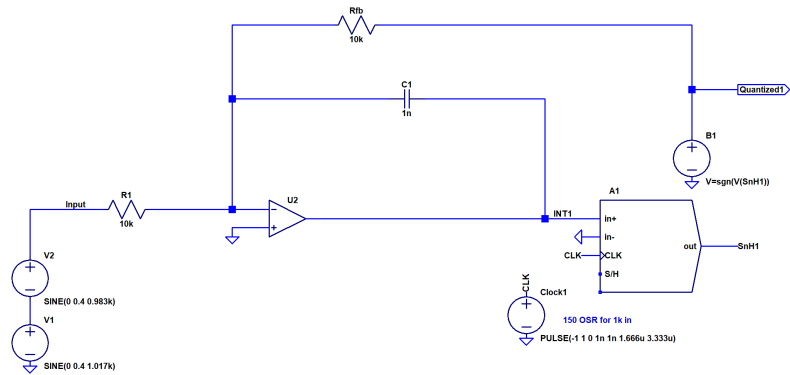 Rfb
10k
C1
1n
Quantized1
B1
V=sgn(V(SnH1))
R1
Input
10k
U2
INT1
A1
in+
in-
CLK
CLK
S/H
out
SnH1
V2
SINE(0 0.4 0.983k)
V1
SINE(0 0.4 1.017k)
CLK
Clock1
150 OSR for 1k in
PULSE(-1 1 0 1n 1n 1.666u 3.333u)